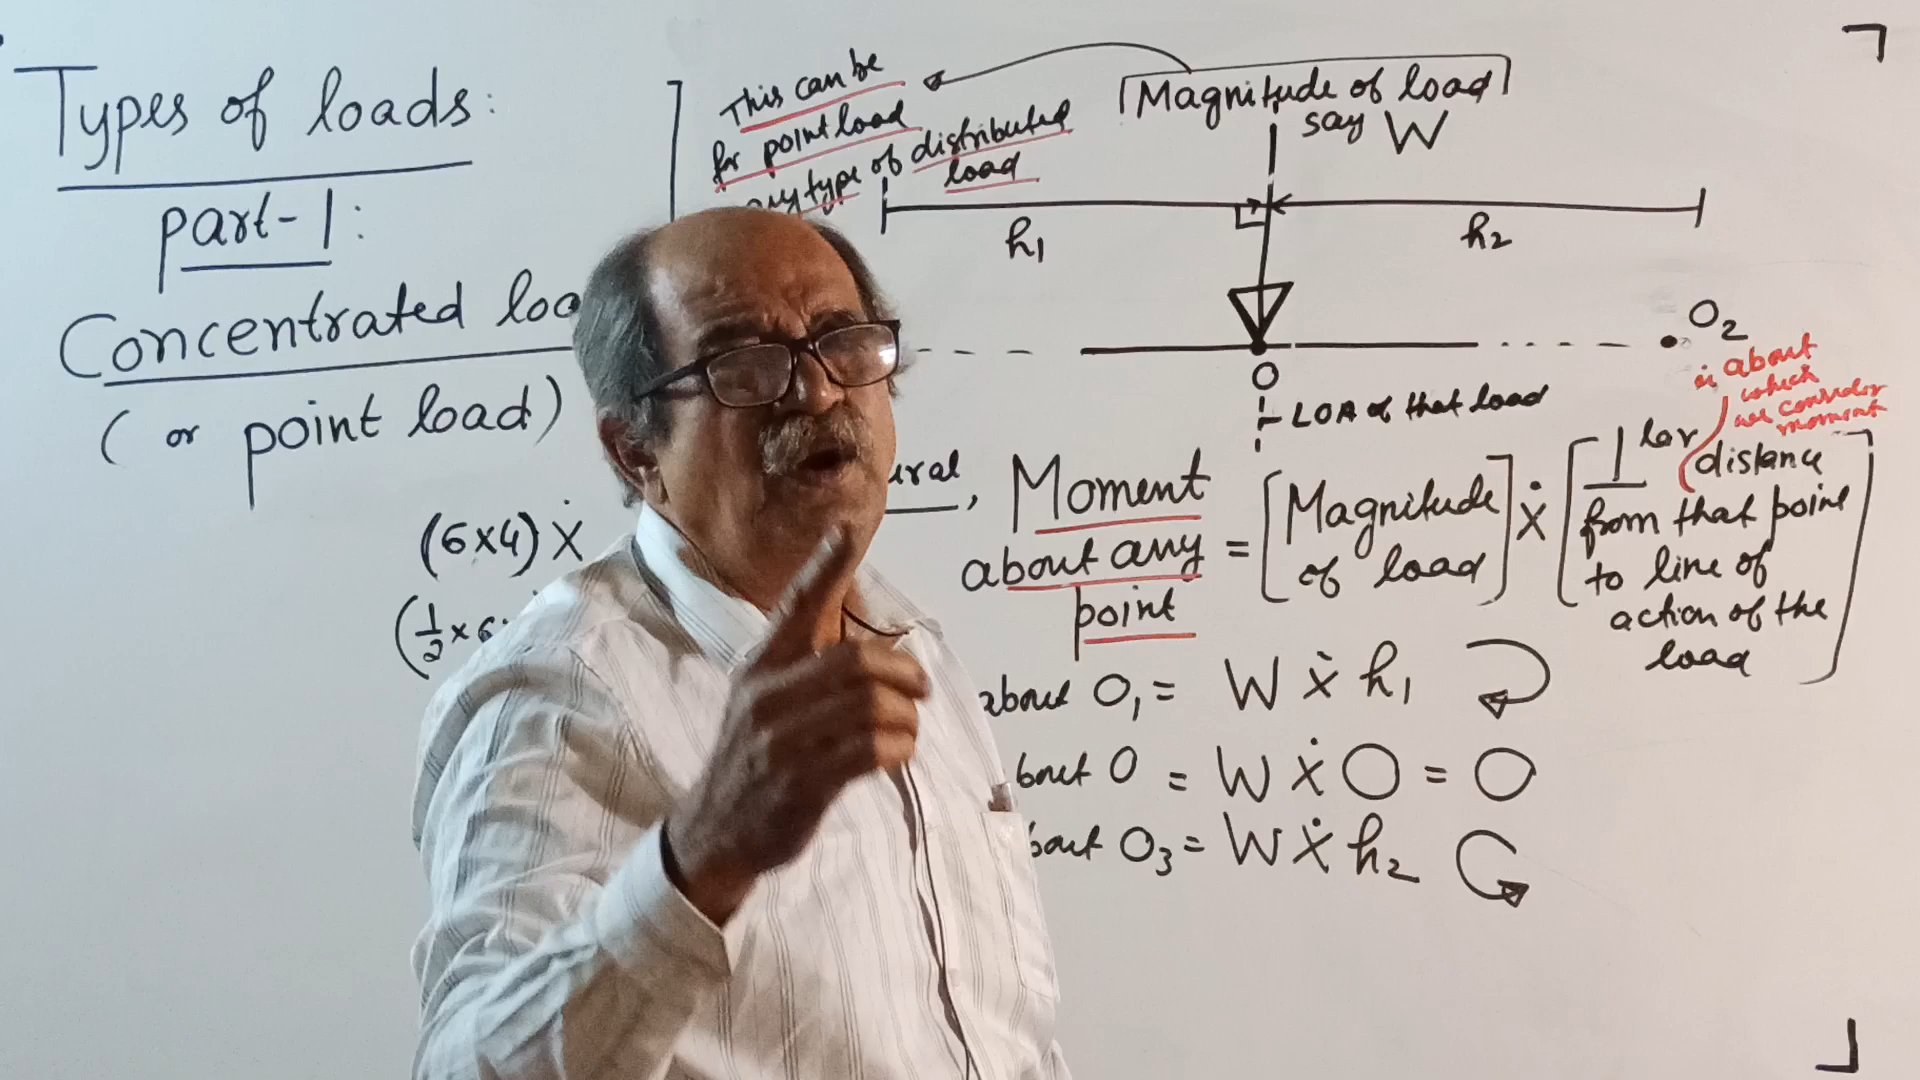 Types of loads:
part-1:
Concentrated loa
( or point load)
(6×4) ×
(1/2 × 6
This can be
for point load
any type of distributed
load
Magnitude of load
say W
h1
h2
O
O2
LOA of that load
is about
which
we consider
moment
ural, Moment
about any
point
= [Magnitude
of load] × [⊥lar distance
from that point
to line of
action of the
load]
about O1 = W × h1
bout O = W × O = O
bout O3 = W × h2